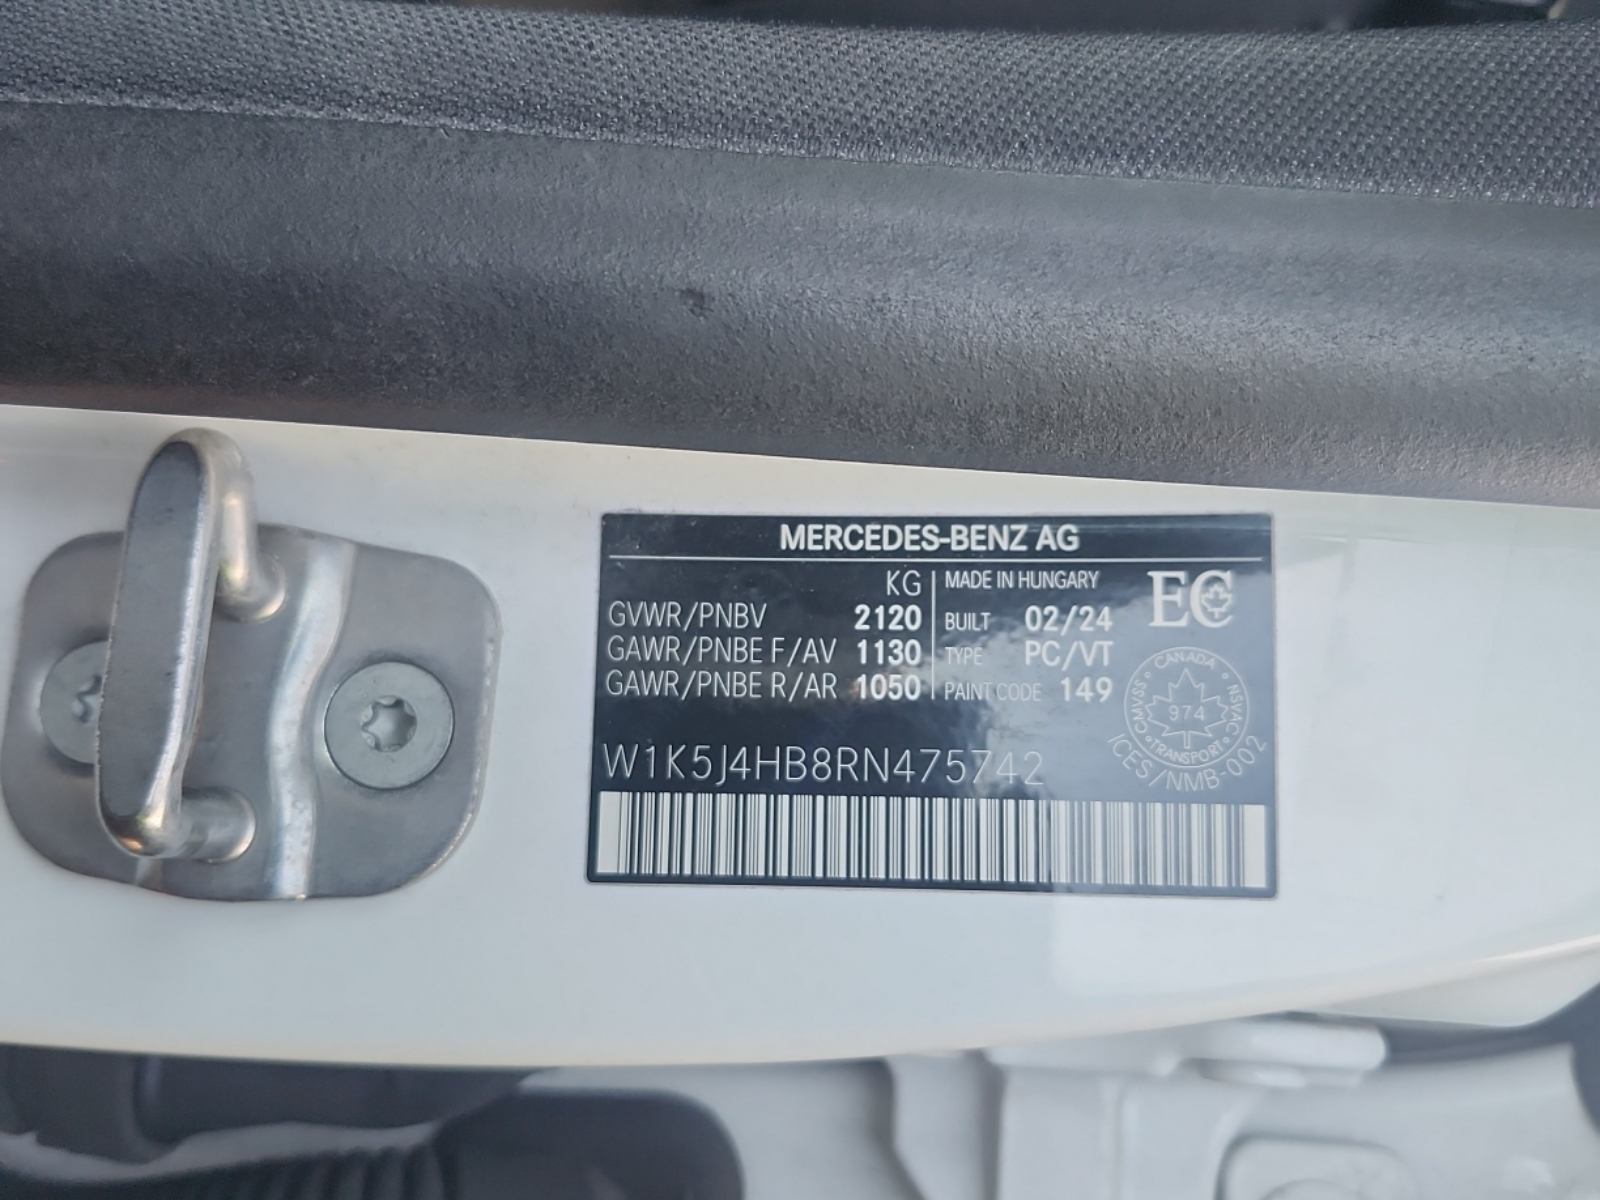 MERCEDES-BENZ AG
KG
GVWR/PNBV 2120
GAWR/PNBE F/AV 1130
GAWR/PNBE R/AR 1050
MADE IN HUNGARY
BUILT 02/24
TYPE PC/VT
PAINT CODE 149
EC
CANADA
CMVSS
NSVAC
974
TRANSPORT
ICES/NMB-002
W1K5J4HB8RN475742